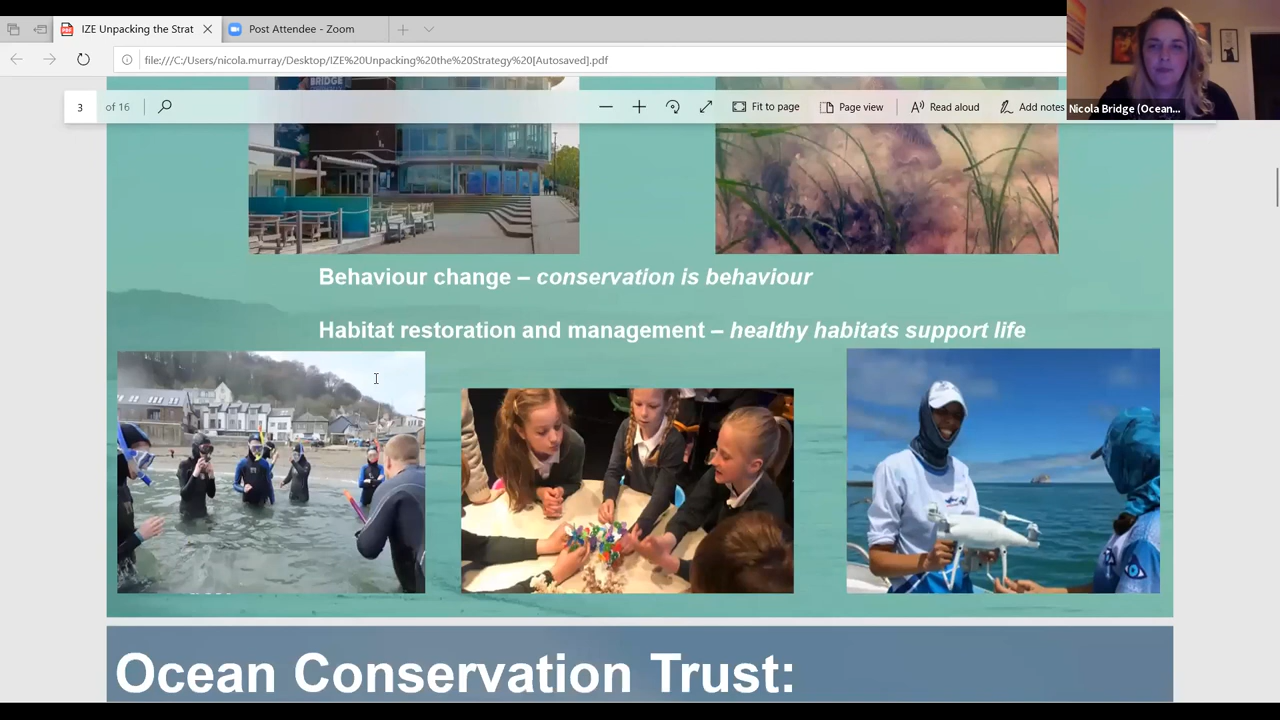 IZE Unpacking the Strat
Post Attendee - Zoom
file:///C:/Users/nicola.murray/Desktop/IZE%20Unpacking%20the%20Strategy%20[Autosaved].pdf
3 of 16
Fit to page
Page view
Read aloud
Add notes
Nicola Bridge (Ocean...
BRIDGE
Behaviour change – conservation is behaviour
Habitat restoration and management – healthy habitats support life
Ocean Conservation Trust: